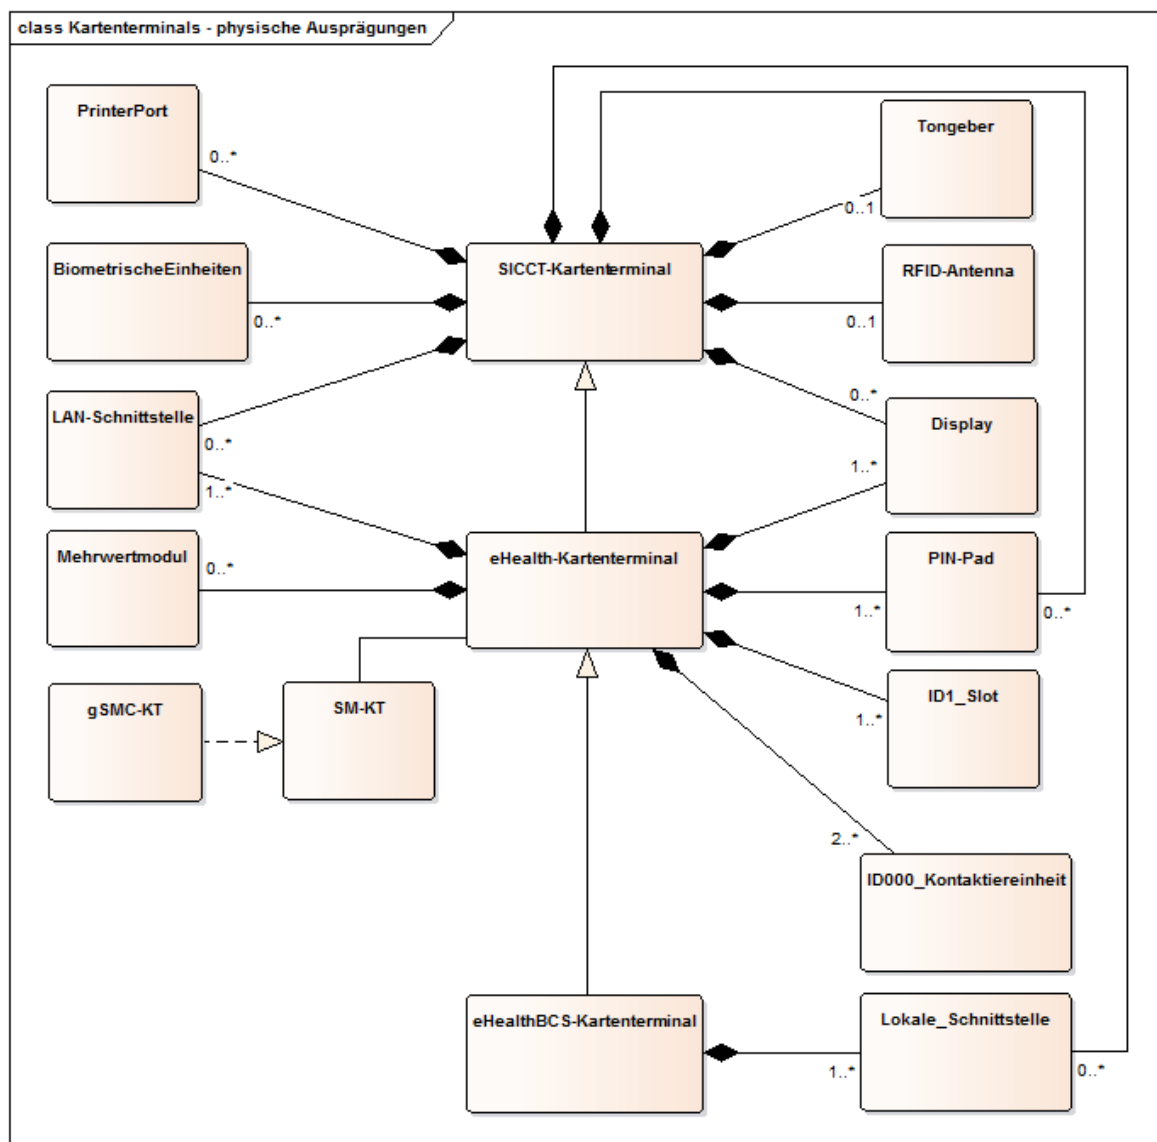 class Kartenterminals - physische Ausprägungen
PrinterPort
0..*
Tongeber
0..1
BiometrischeEinheiten
0..*
SICCT-Kartenterminal
RFID-Antenna
0..1
LAN-Schnittstelle
0..*
1..*
Display
0..*
1..*
Mehrwertmodul
0..*
eHealth-Kartenterminal
PIN-Pad
1..*
0..*
gSMC-KT
SM-KT
ID1_Slot
1..*
2..*
ID000_Kontaktiereinheit
eHealthBCS-Kartenterminal
Lokale_Schnittstelle
1..*
0..*